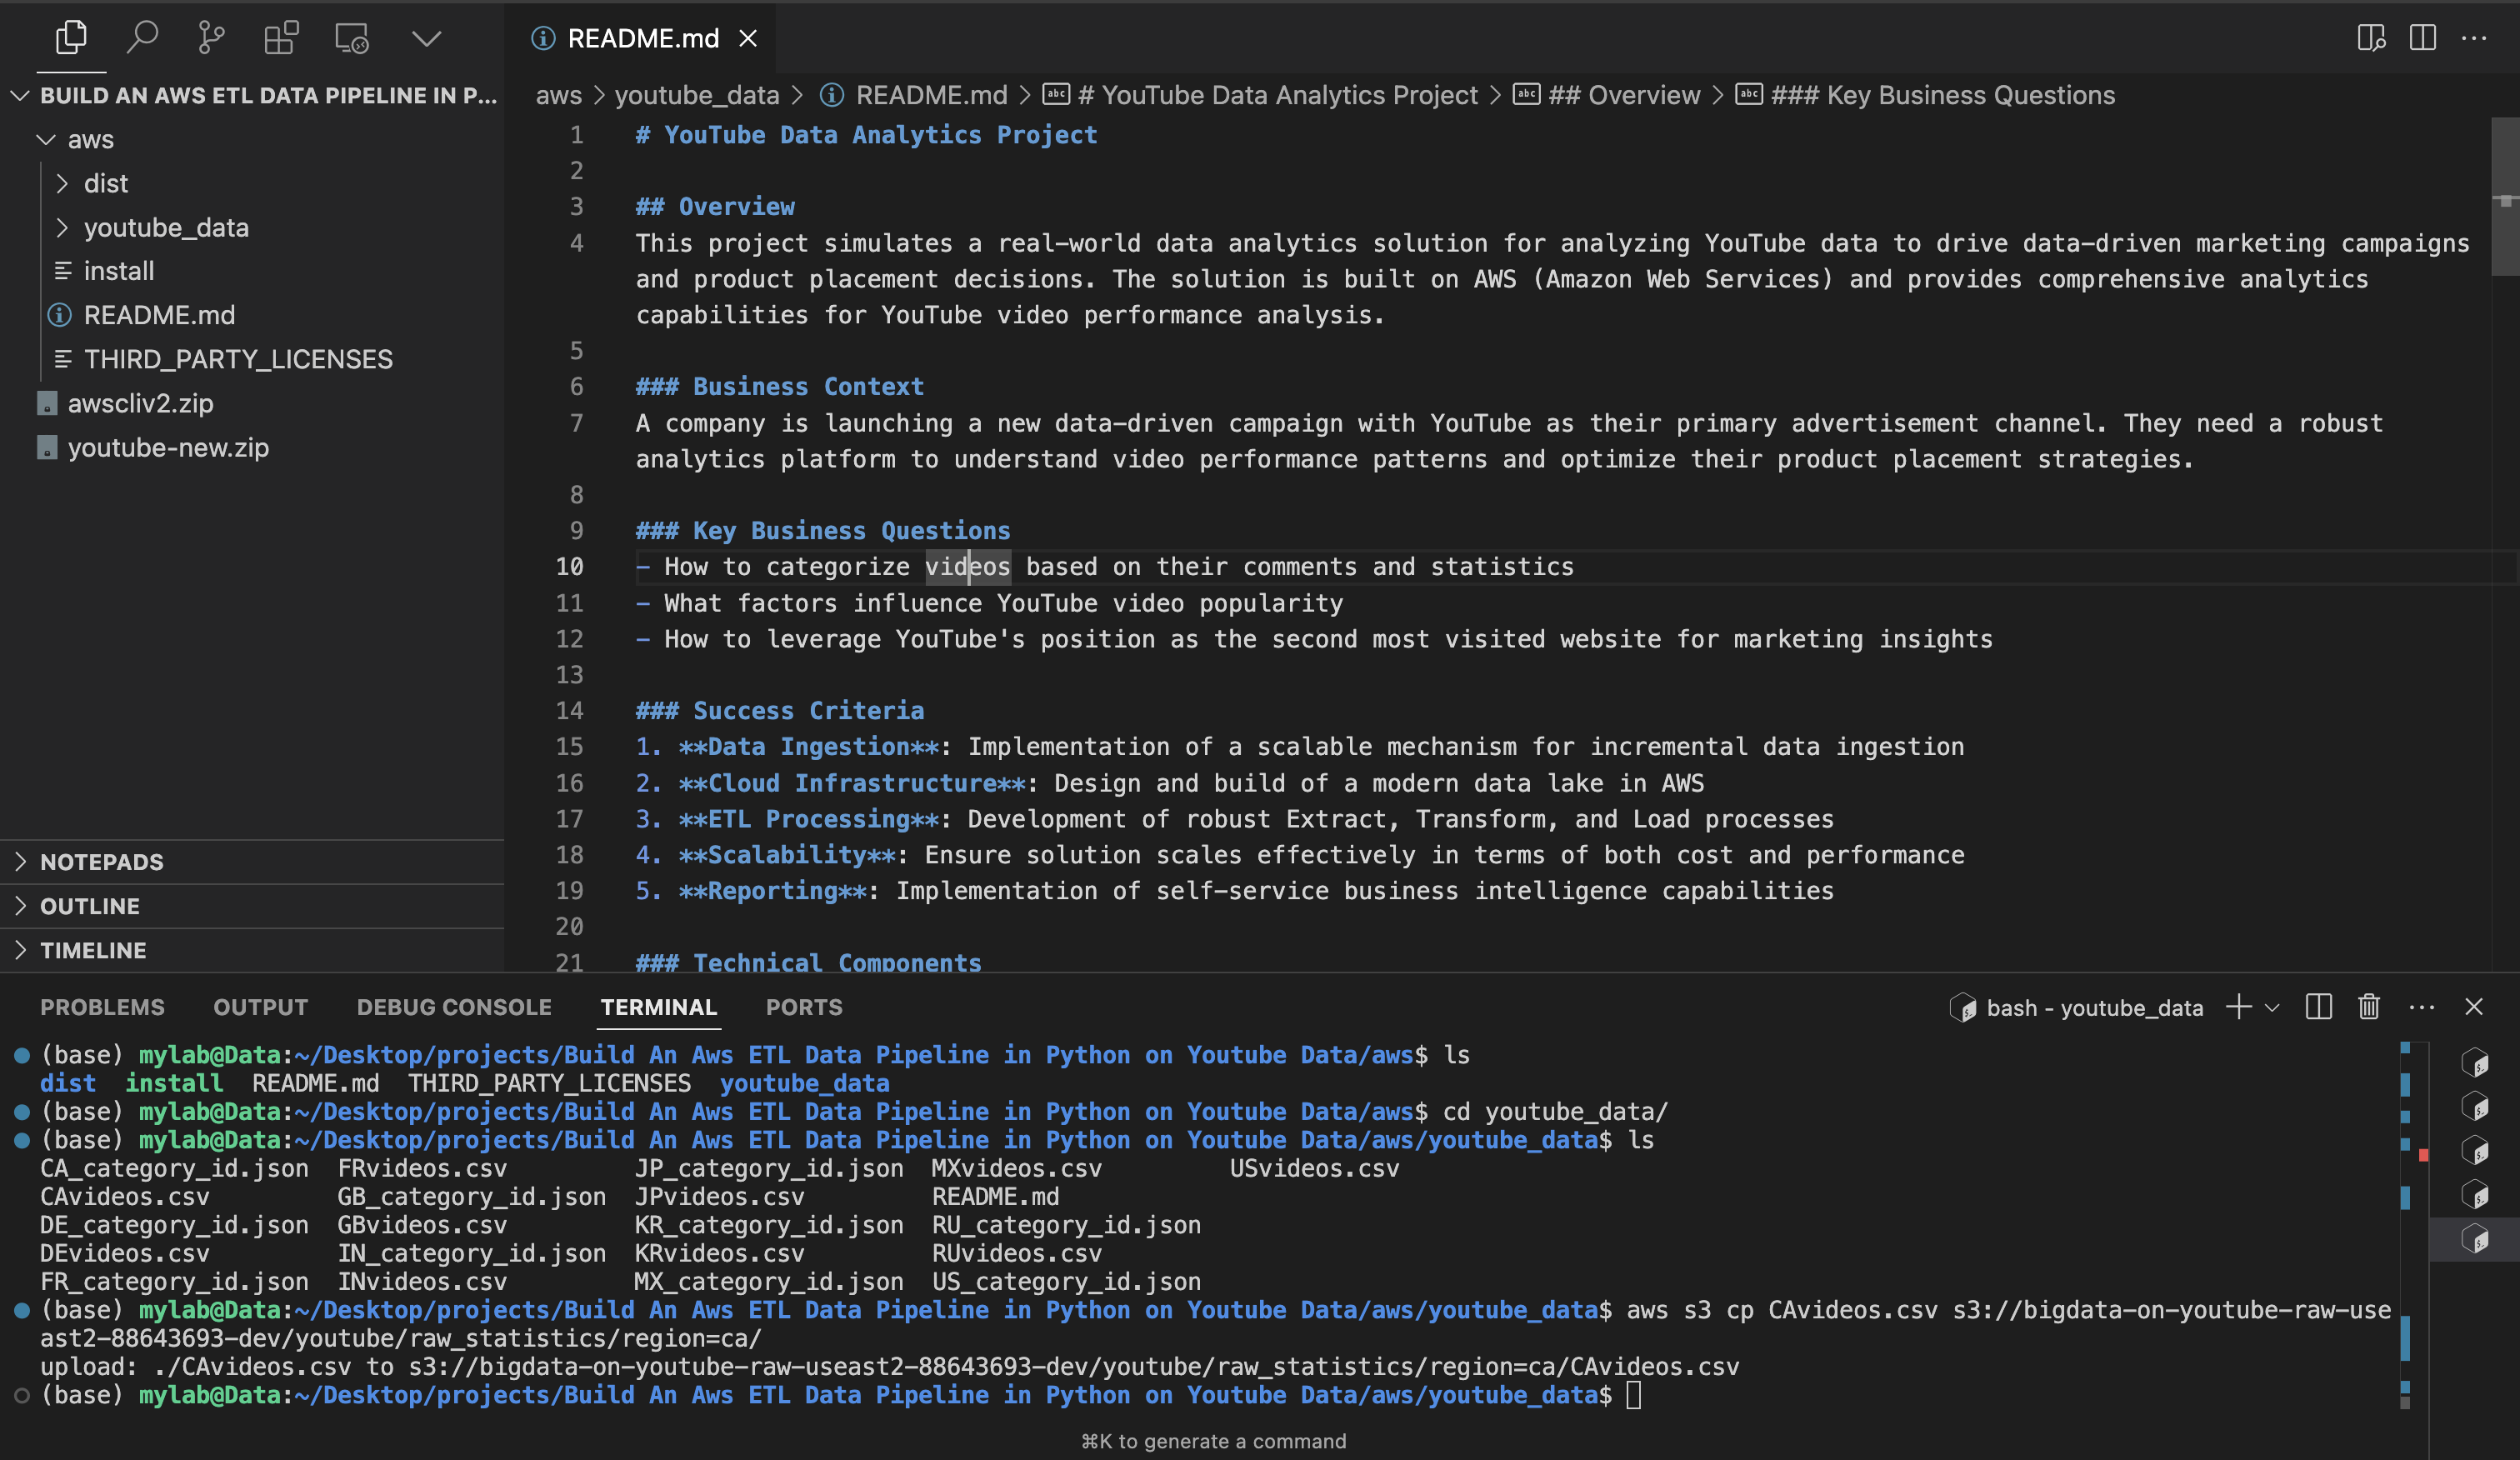 README.md
BUILD AN AWS ETL DATA PIPELINE IN P...
aws
dist
youtube_data
install
README.md
THIRD_PARTY_LICENSES
awscliv2.zip
youtube-new.zip
NOTEPADS
OUTLINE
TIMELINE
aws > youtube_data > README.md > # YouTube Data Analytics Project > ## Overview > ### Key Business Questions
1 # YouTube Data Analytics Project
2
3 ## Overview
4 This project simulates a real-world data analytics solution for analyzing YouTube data to drive data-driven marketing campaigns
and product placement decisions. The solution is built on AWS (Amazon Web Services) and provides comprehensive analytics
capabilities for YouTube video performance analysis.
5
6 ### Business Context
7 A company is launching a new data-driven campaign with YouTube as their primary advertisement channel. They need a robust
analytics platform to understand video performance patterns and optimize their product placement strategies.
8
9 ### Key Business Questions
10 - How to categorize videos based on their comments and statistics
11 - What factors influence YouTube video popularity
12 - How to leverage YouTube's position as the second most visited website for marketing insights
13
14 ### Success Criteria
15 1. **Data Ingestion**: Implementation of a scalable mechanism for incremental data ingestion
16 2. **Cloud Infrastructure**: Design and build of a modern data lake in AWS
17 3. **ETL Processing**: Development of robust Extract, Transform, and Load processes
18 4. **Scalability**: Ensure solution scales effectively in terms of both cost and performance
19 5. **Reporting**: Implementation of self-service business intelligence capabilities
20
21 ### Technical Components
PROBLEMS OUTPUT DEBUG CONSOLE TERMINAL PORTS bash - youtube_data
(base) mylab@Data:~/Desktop/projects/Build An Aws ETL Data Pipeline in Python on Youtube Data/aws$ ls
dist install README.md THIRD_PARTY_LICENSES youtube_data
(base) mylab@Data:~/Desktop/projects/Build An Aws ETL Data Pipeline in Python on Youtube Data/aws$ cd youtube_data/
(base) mylab@Data:~/Desktop/projects/Build An Aws ETL Data Pipeline in Python on Youtube Data/aws/youtube_data$ ls
CA_category_id.json FRvideos.csv JP_category_id.json MXvideos.csv USvideos.csv
CAvideos.csv GB_category_id.json JPvideos.csv README.md
DE_category_id.json GBvideos.csv KR_category_id.json RU_category_id.json
DEvideos.csv IN_category_id.json KRvideos.csv RUvideos.csv
FR_category_id.json INvideos.csv MX_category_id.json US_category_id.json
(base) mylab@Data:~/Desktop/projects/Build An Aws ETL Data Pipeline in Python on Youtube Data/aws/youtube_data$ aws s3 cp CAvideos.csv s3://bigdata-on-youtube-raw-use
ast2-88643693-dev/youtube/raw_statistics/region=ca/
upload: ./CAvideos.csv to s3://bigdata-on-youtube-raw-useast2-88643693-dev/youtube/raw_statistics/region=ca/CAvideos.csv
(base) mylab@Data:~/Desktop/projects/Build An Aws ETL Data Pipeline in Python on Youtube Data/aws/youtube_data$
⌘K to generate a command